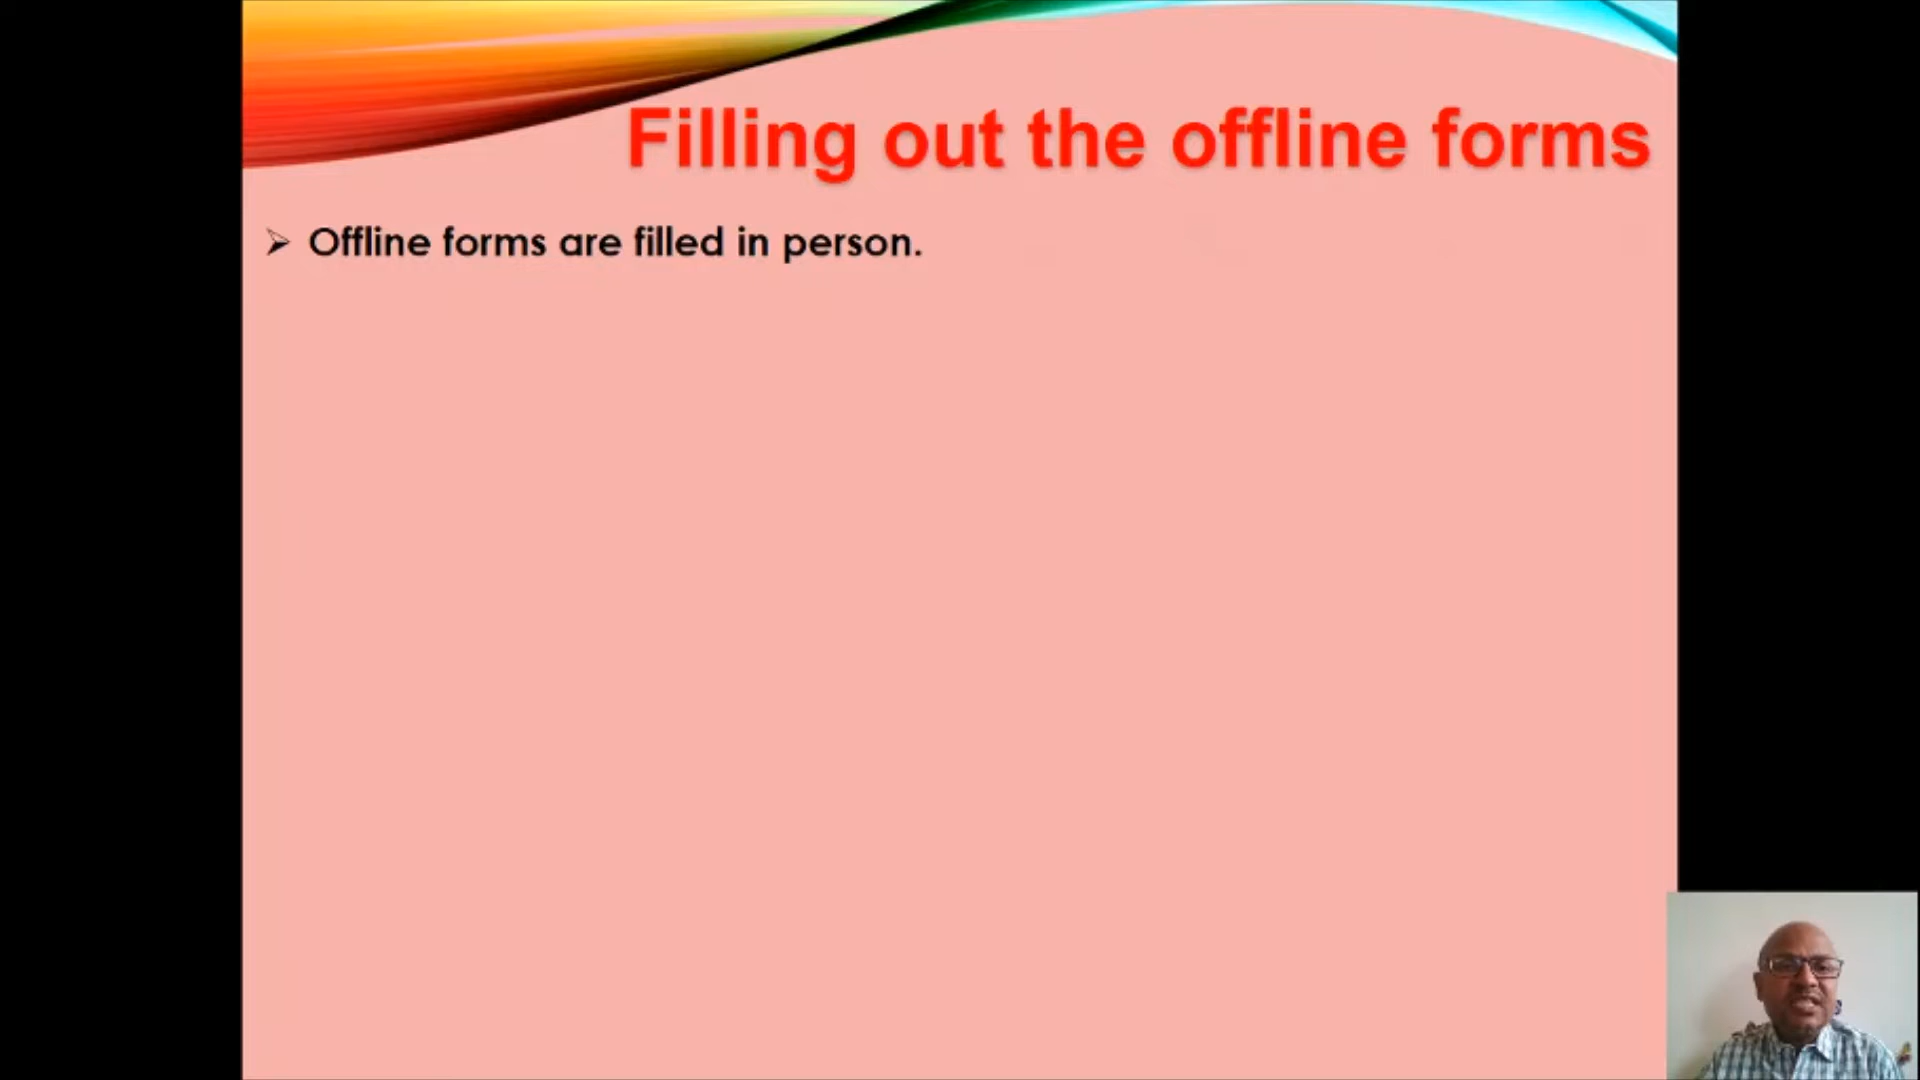 Filling out the offline forms
➢ Offline forms are filled in person.